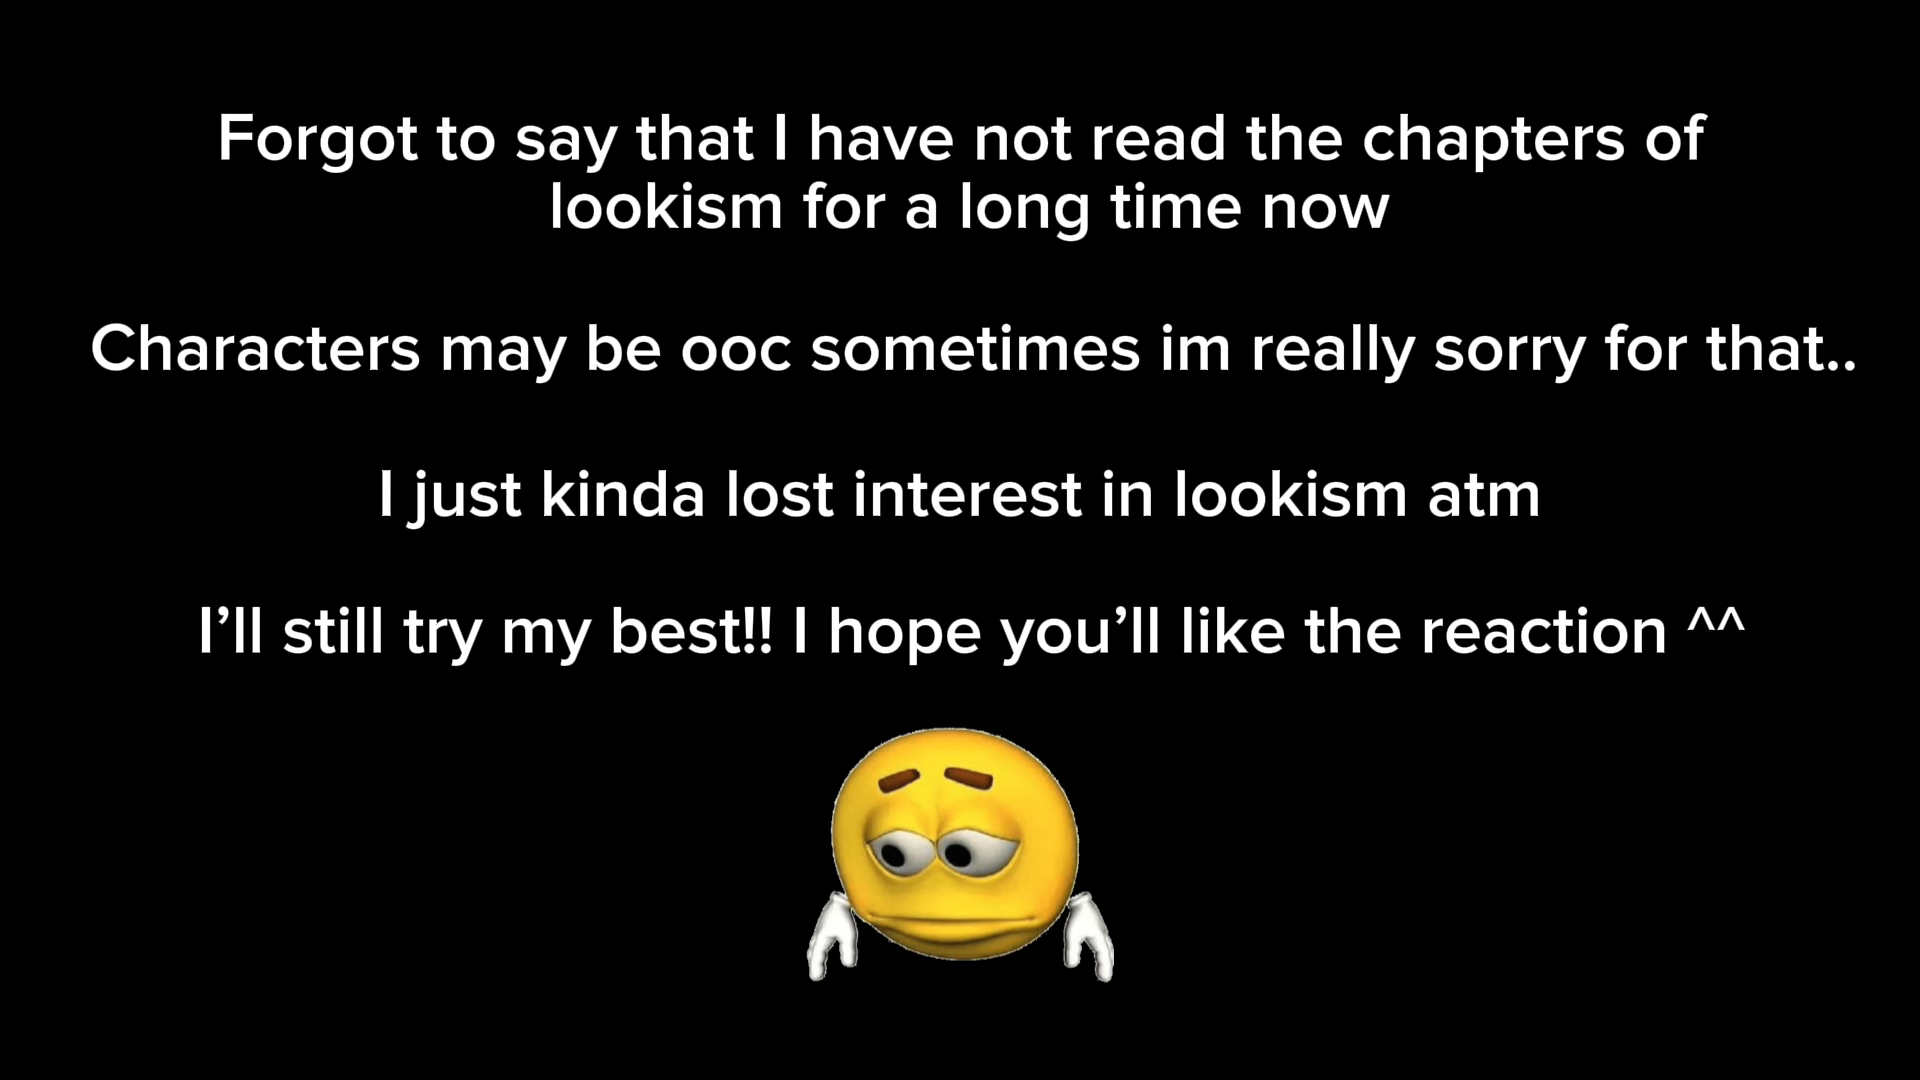 Forgot to say that I have not read the chapters of
lookism for a long time now
Characters may be ooc sometimes im really sorry for that..
I just kinda lost interest in lookism atm
I’ll still try my best!! I hope you’ll like the reaction ^^